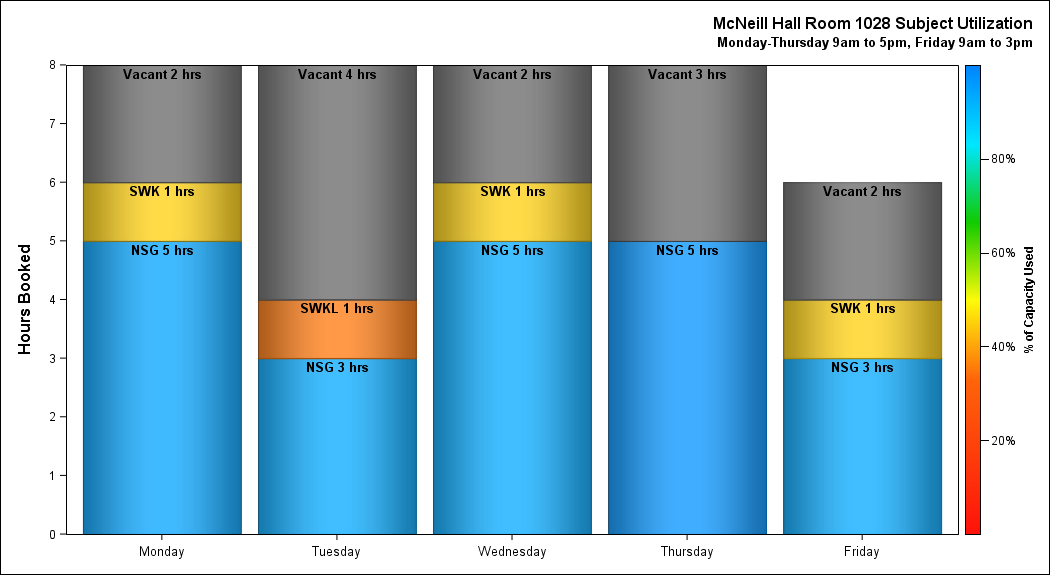 McNeill Hall Room 1028 Subject Utilization
Monday-Thursday 9am to 5pm, Friday 9am to 3pm
Hours Booked
8
7
6
5
4
3
2
1
0
Vacant 2 hrs
SWK 1 hrs
NSG 5 hrs
Vacant 4 hrs
SWKL 1 hrs
NSG 3 hrs
Vacant 2 hrs
SWK 1 hrs
NSG 5 hrs
Vacant 3 hrs
NSG 5 hrs
Vacant 2 hrs
SWK 1 hrs
NSG 3 hrs
Monday
Tuesday
Wednesday
Thursday
Friday
80%
60%
40%
20%
% of Capacity Used